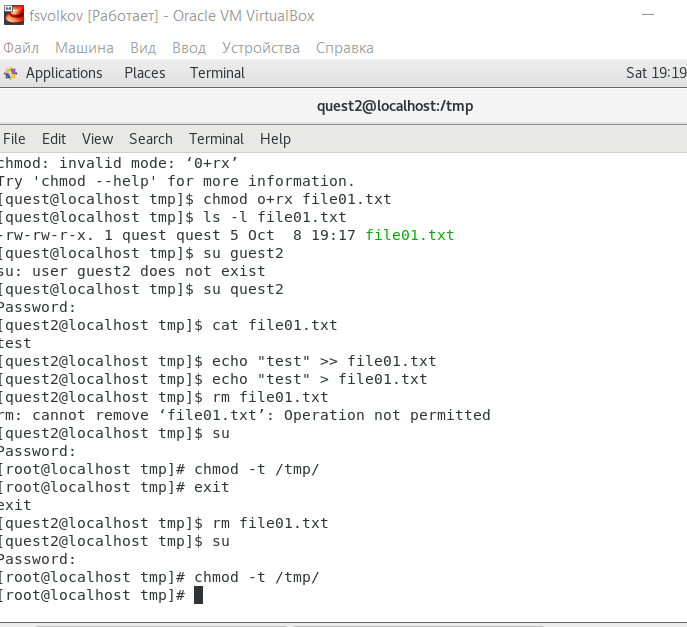 fsvolkov [Работает] - Oracle VM VirtualBox
Файл Машина Вид Ввод Устройства Справка
Applications Places Terminal Sat 19:19
quest2@localhost:/tmp
File Edit View Search Terminal Help
chmod: invalid mode: ‘0+rx’
Try 'chmod --help' for more information.
[quest@localhost tmp]$ chmod o+rx file01.txt
[quest@localhost tmp]$ ls -l file01.txt
-rw-rw-r-x. 1 quest quest 5 Oct  8 19:17 file01.txt
[quest@localhost tmp]$ su guest2
su: user guest2 does not exist
[quest@localhost tmp]$ su quest2
Password:
[quest2@localhost tmp]$ cat file01.txt
test
[quest2@localhost tmp]$ echo "test" >> file01.txt
[quest2@localhost tmp]$ echo "test" > file01.txt
[quest2@localhost tmp]$ rm file01.txt
rm: cannot remove ‘file01.txt’: Operation not permitted
[quest2@localhost tmp]$ su
Password:
[root@localhost tmp]# chmod -t /tmp/
[root@localhost tmp]# exit
exit
[quest2@localhost tmp]$ rm file01.txt
[quest2@localhost tmp]$ su
Password:
[root@localhost tmp]# chmod -t /tmp/
[root@localhost tmp]#